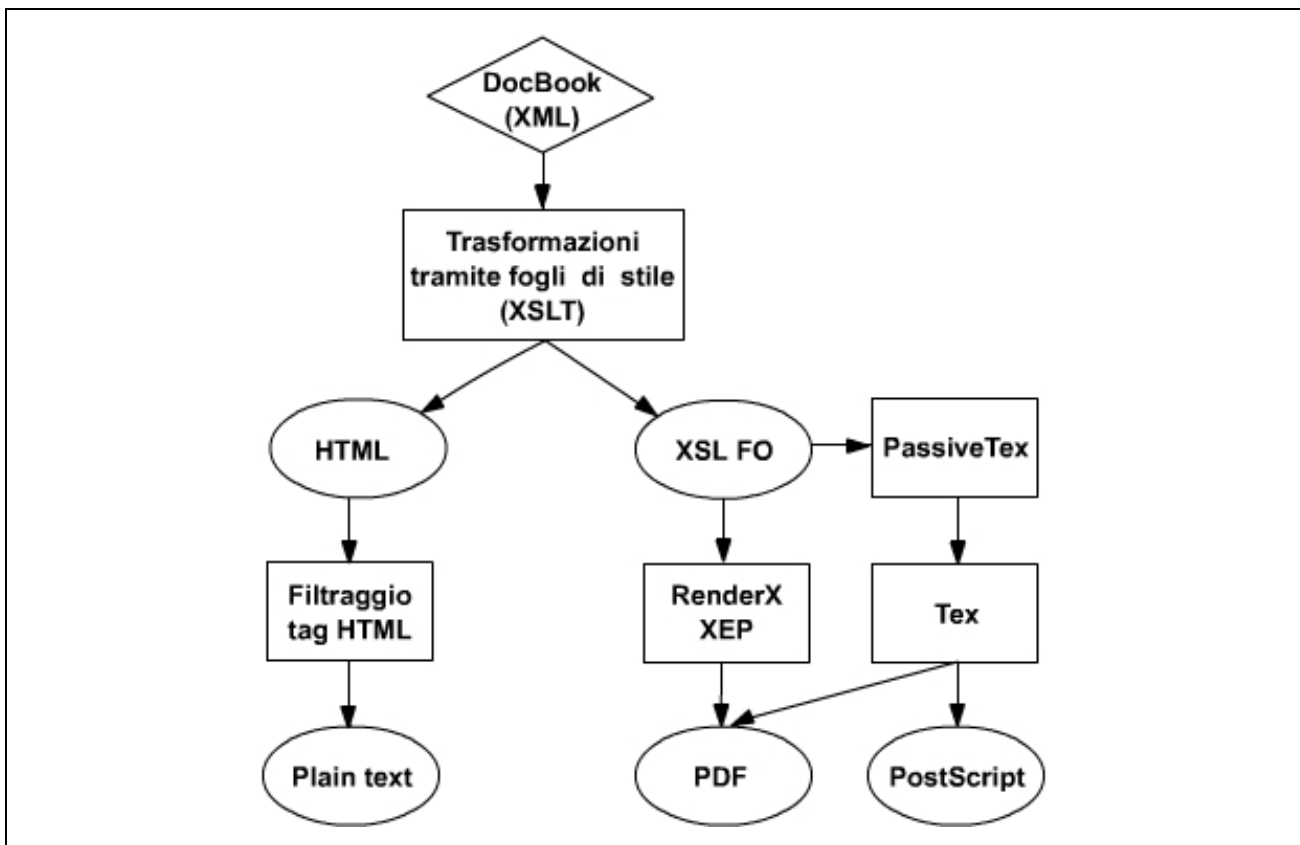 DocBook
(XML)
Trasformazioni
tramite fogli di stile
(XSLT)
HTML
XSL FO
PassiveTex
Filtraggio
tag HTML
RenderX
XEP
Tex
Plain text
PDF
PostScript